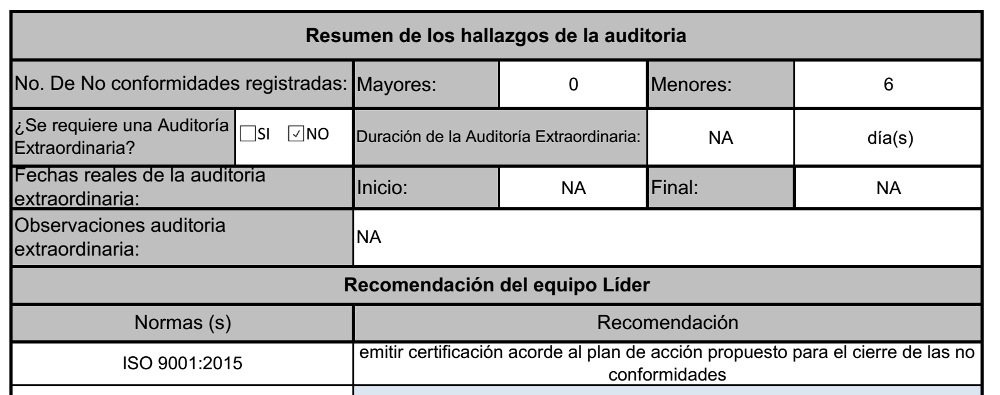 Resumen de los hallazgos de la auditoria
No. De No conformidades registradas: Mayores: 0 Menores: 6
¿Se requiere una Auditoría
Extraordinaria?
SI NO
Duración de la Auditoría Extraordinaria: NA día(s)
Fechas reales de la auditoria
extraordinaria:
Inicio: NA Final: NA
Observaciones auditoria
extraordinaria:
NA
Recomendación del equipo Líder
Normas (s) Recomendación
ISO 9001:2015
emitir certificación acorde al plan de acción propuesto para el cierre de las no
conformidades